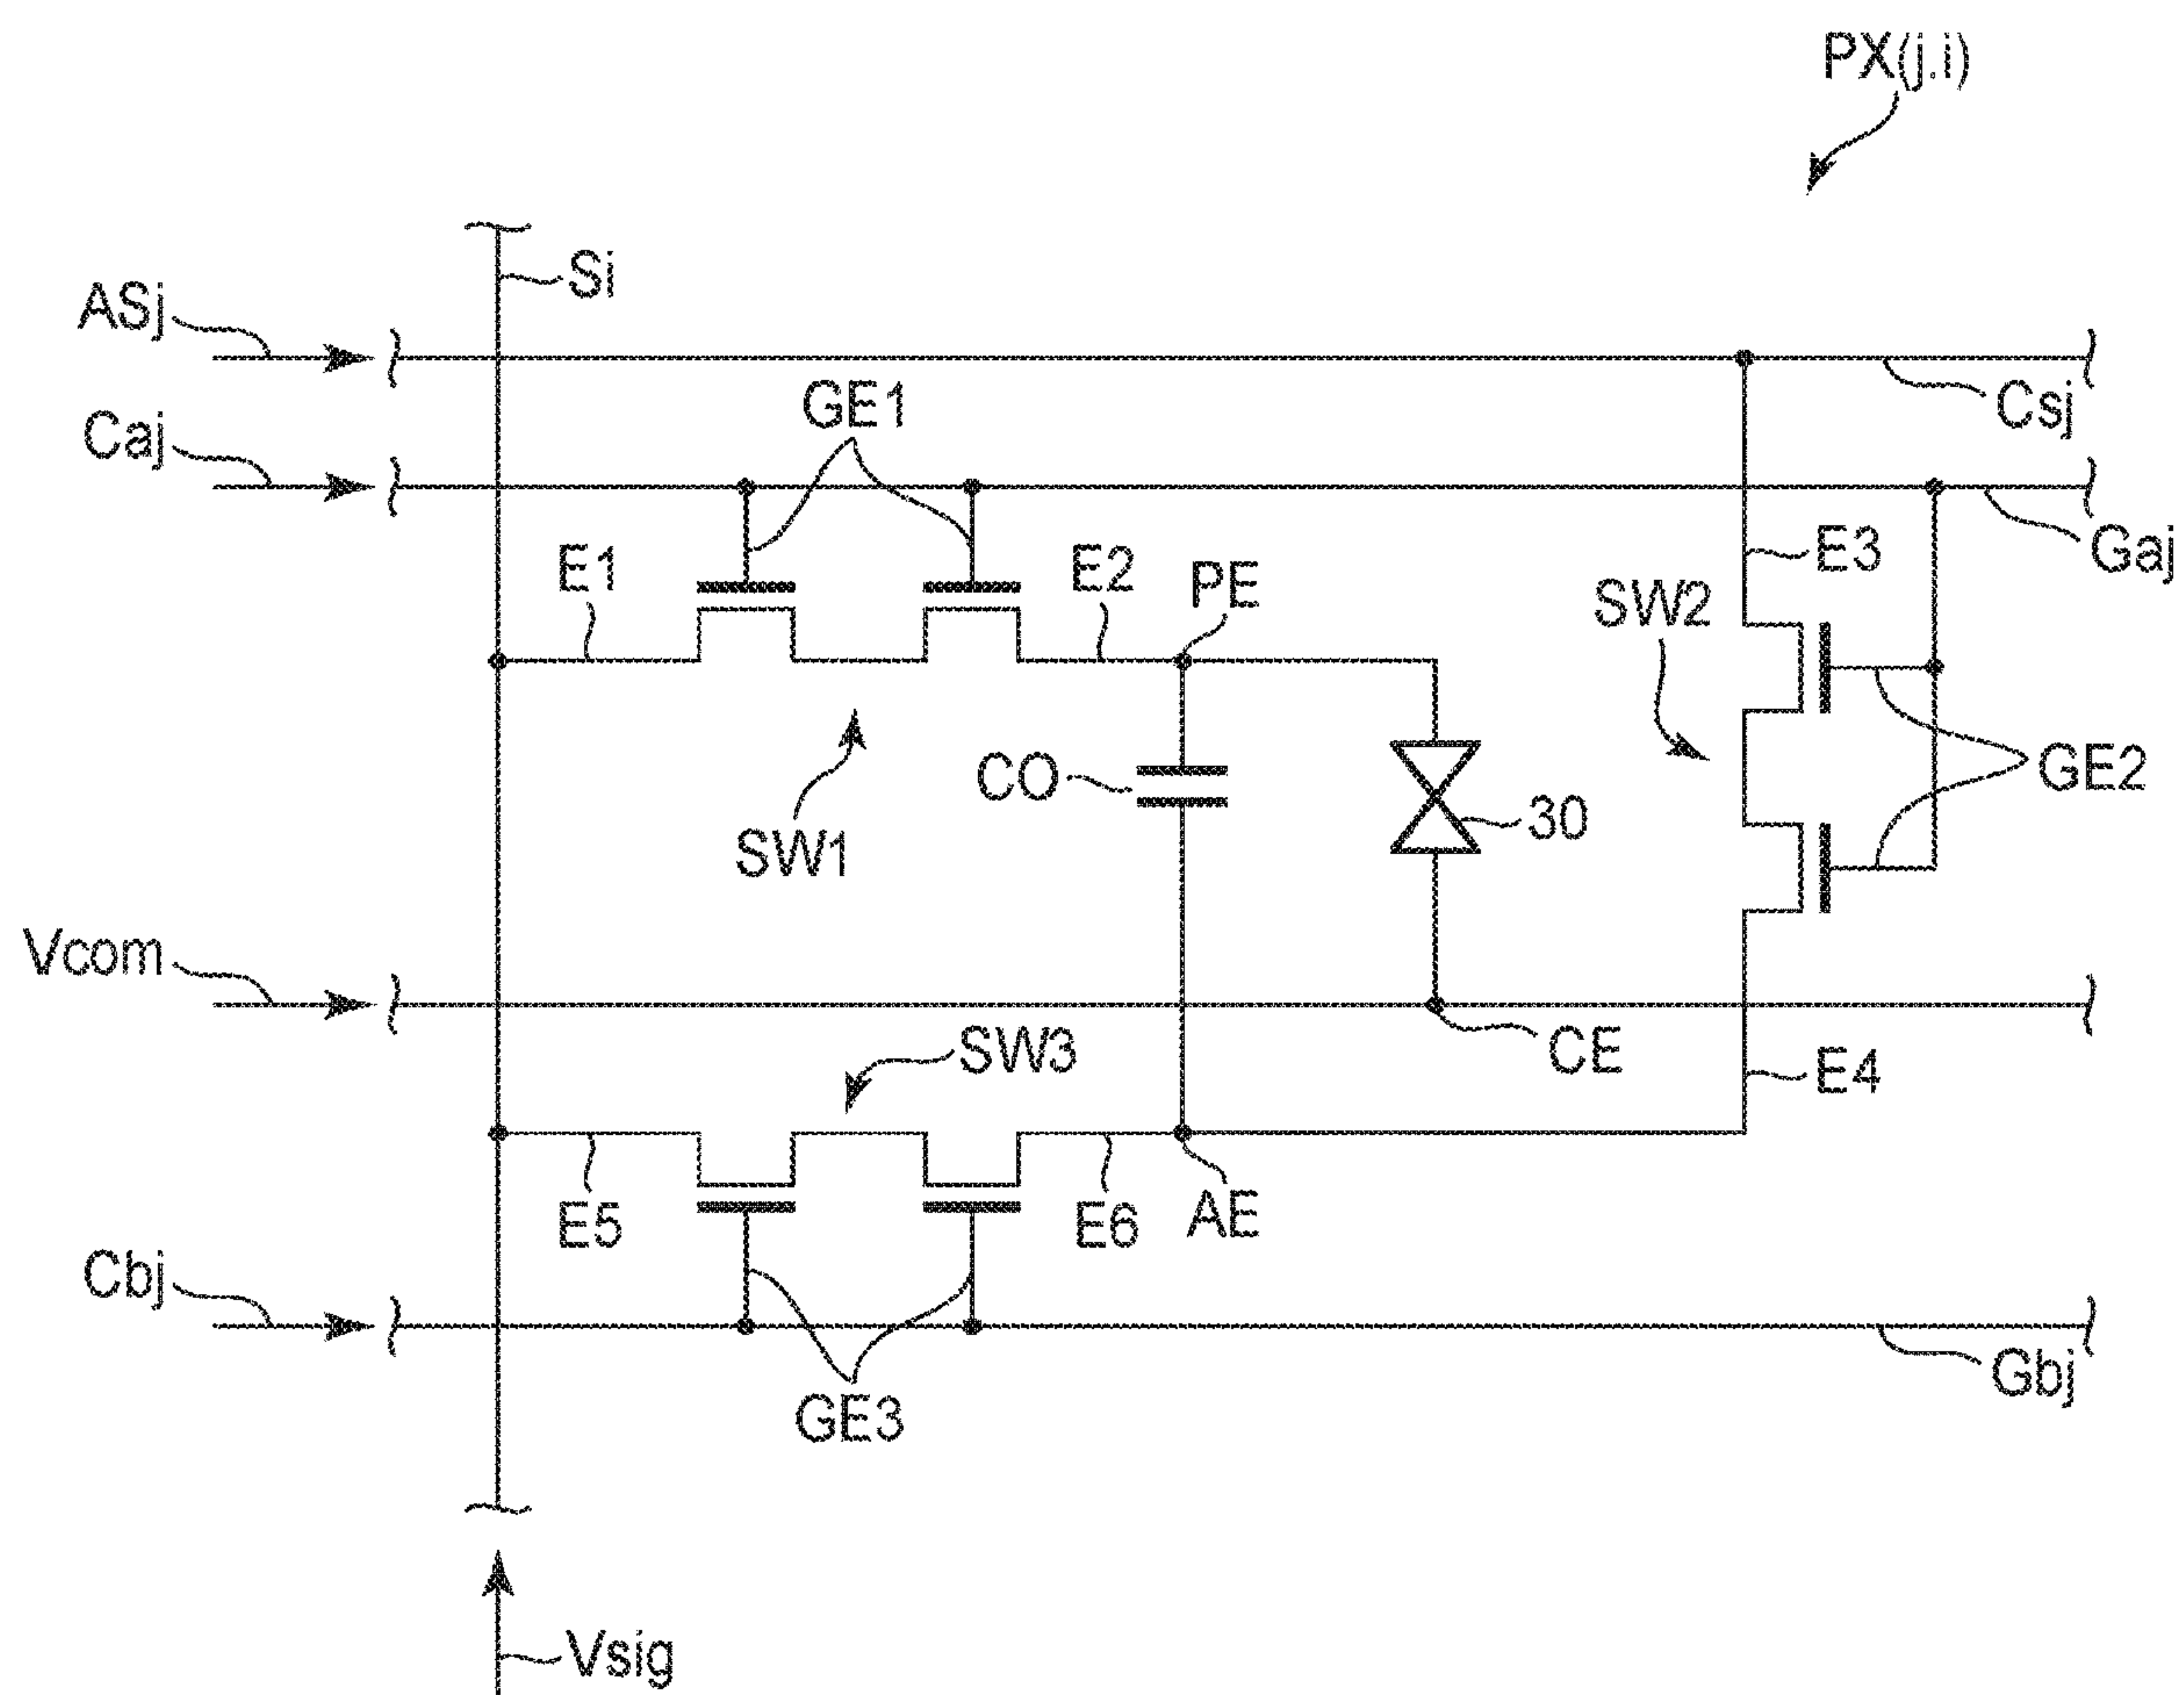 PX(j.i)
Si
ASj
Csj
GE1
Caj
Gaj
E1
E2
PE
E3
SW2
CO
30
GE2
SW1
Vcom
SW3
CE
E4
E5
E6
AE
Cbj
Gbj
GE3
Vsig